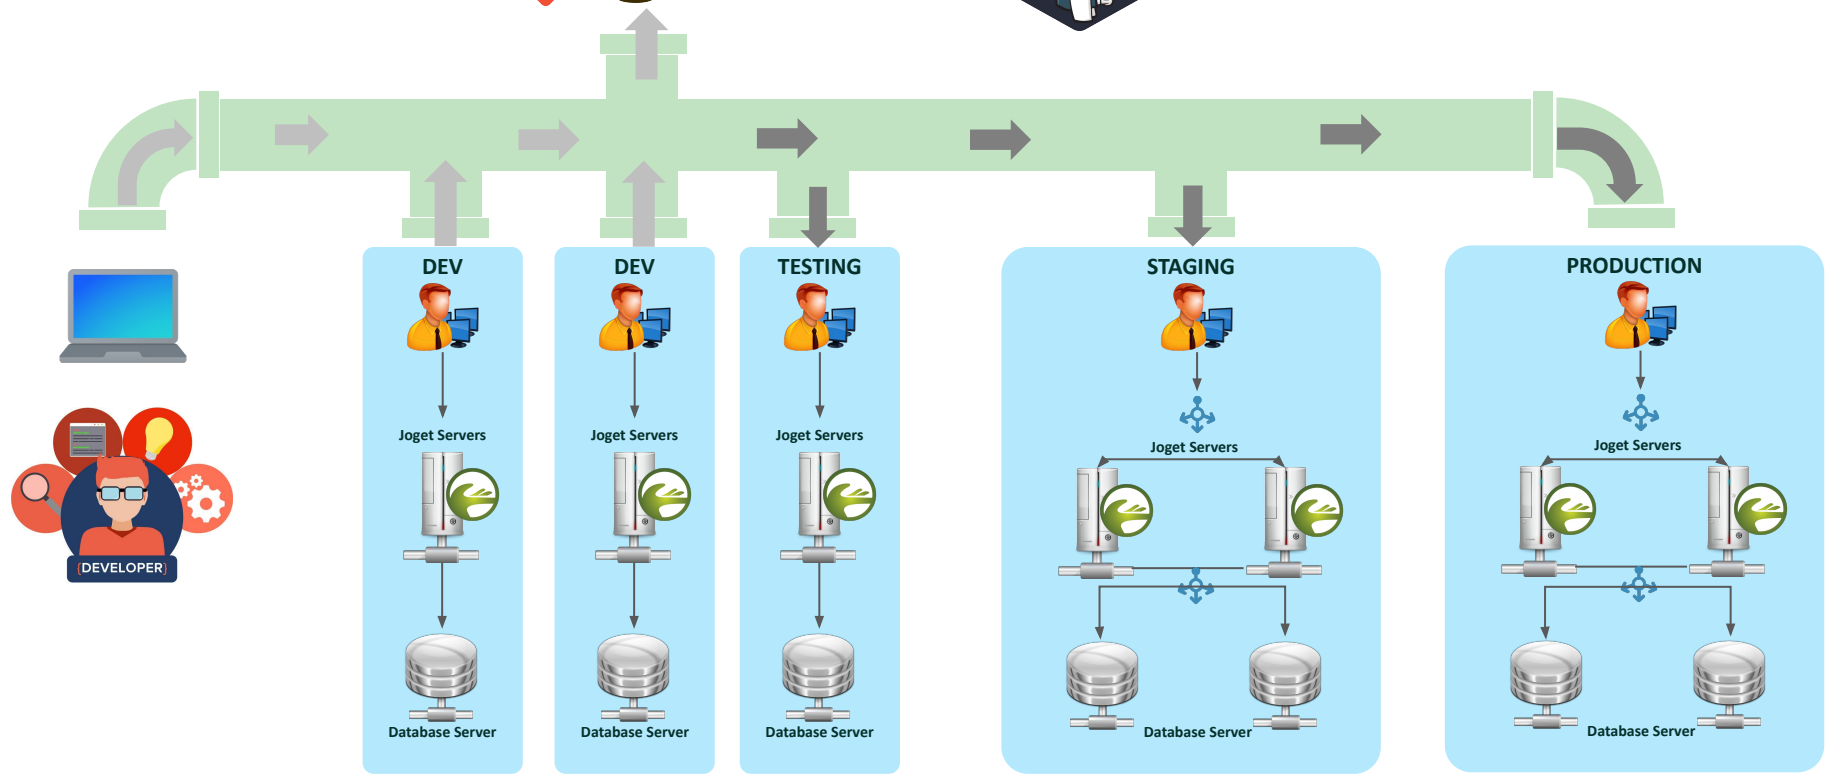 DEV
DEV
TESTING
STAGING
PRODUCTION
Joget Servers
Joget Servers
Joget Servers
Joget Servers
Joget Servers
{DEVELOPER}
Database Server
Database Server
Database Server
Database Server
Database Server